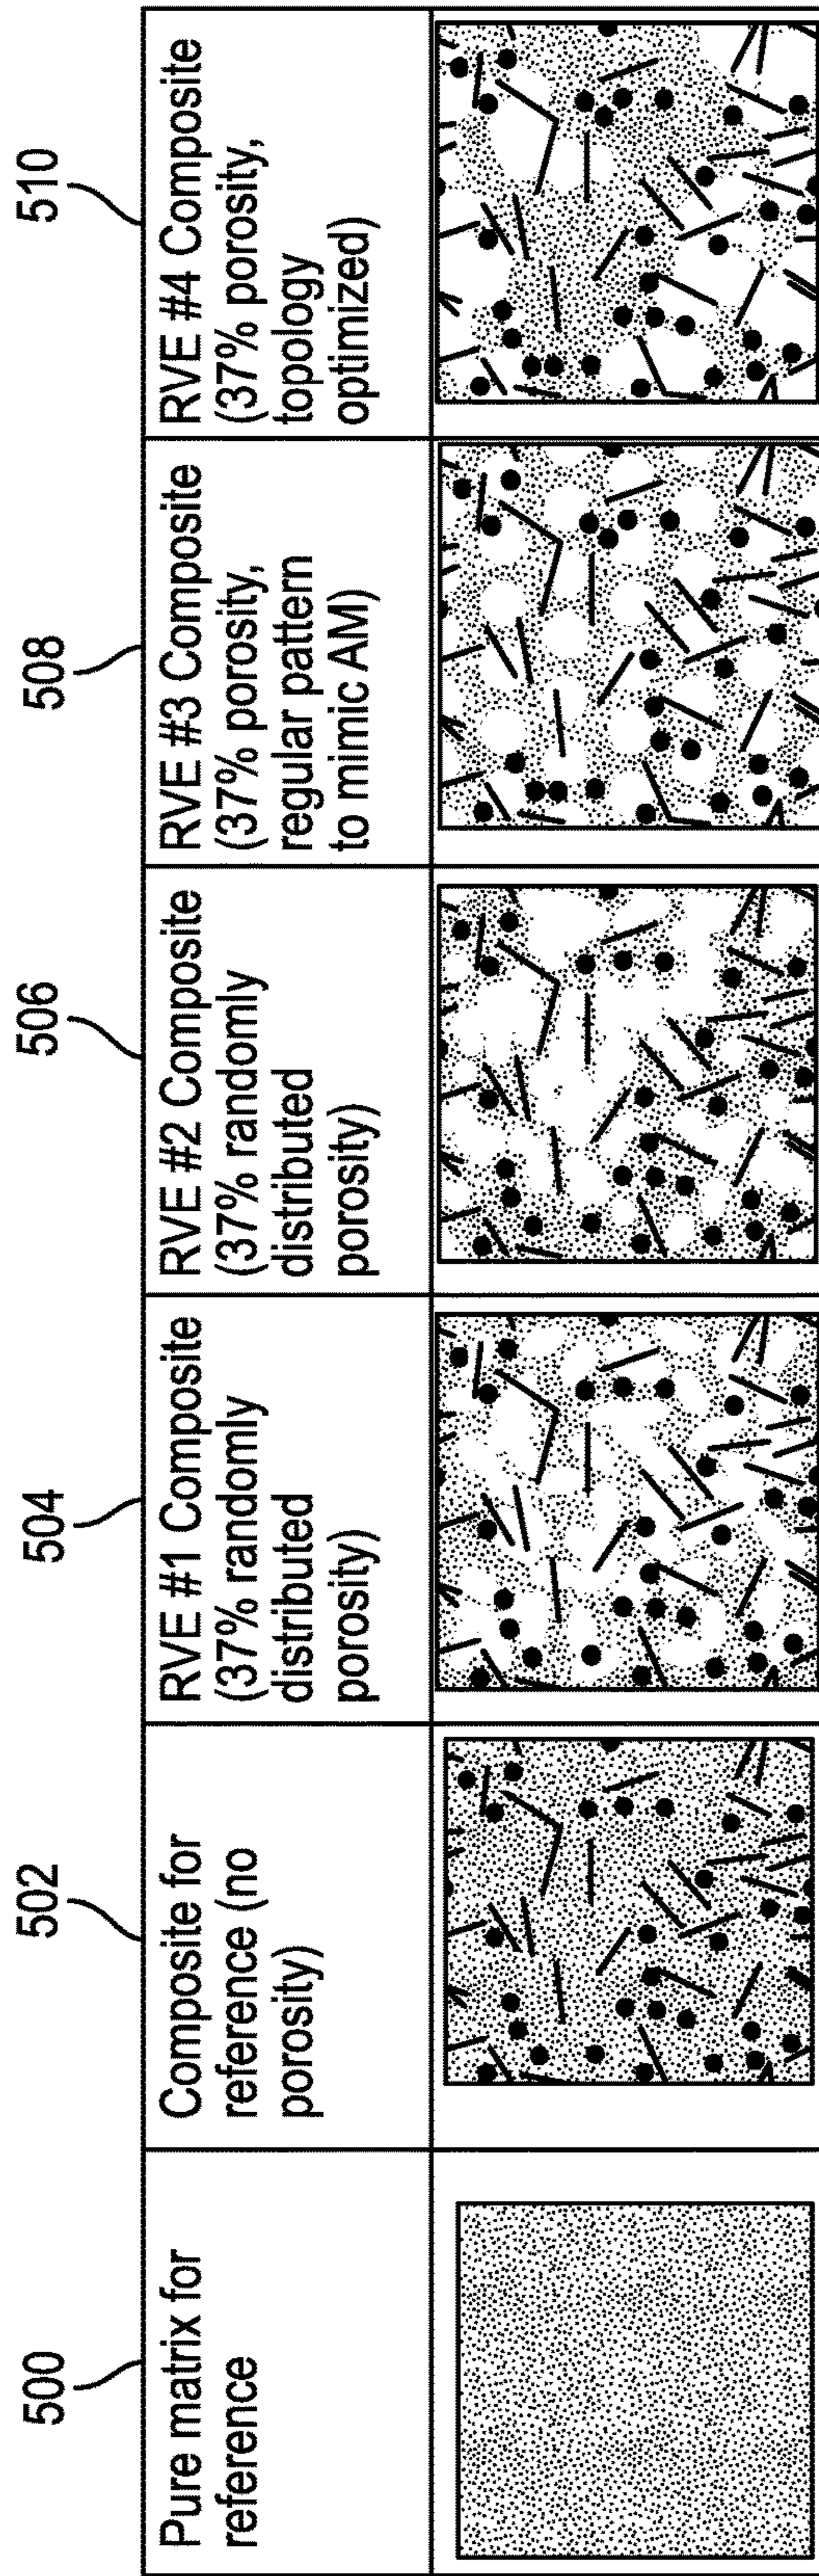 500
502
504
506
508
510
Pure matrix for
reference
Composite for
reference (no
porosity)
RVE #1 Composite
(37% randomly
distributed
porosity)
RVE #2 Composite
(37% randomly
distributed
porosity)
RVE #3 Composite
(37% porosity,
regular pattern
to mimic AM)
RVE #4 Composite
(37% porosity,
topology
optimized)